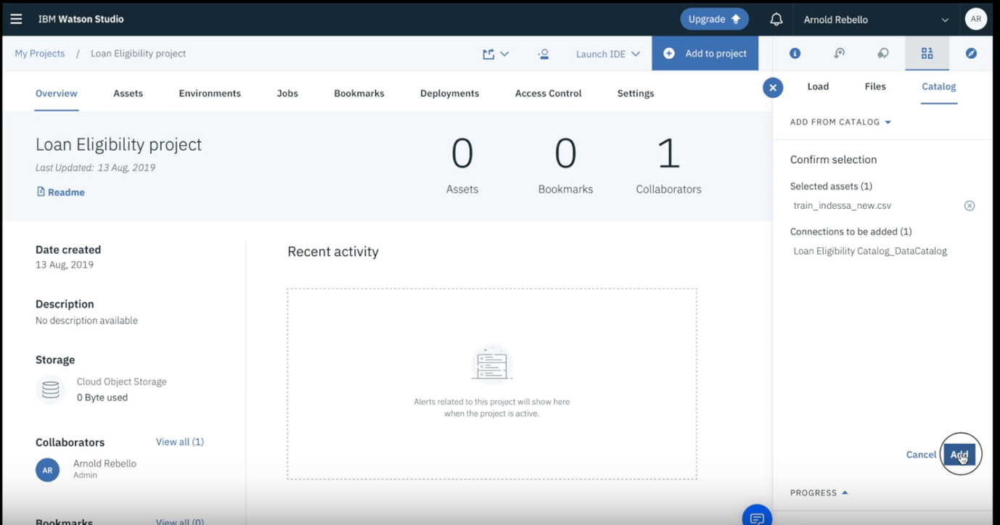 IBM Watson Studio
Upgrade
Arnold Rebello
AR
My Projects / Loan Eligibility project
Launch IDE
Add to project
Overview Assets Environments Jobs Bookmarks Deployments Access Control Settings
Load Files Catalog
ADD FROM CATALOG
Loan Eligibility project
Last Updated: 13 Aug, 2019
Readme
0
Assets
0
Bookmarks
1
Collaborators
Confirm selection
Selected assets (1)
train_indessa_new.csv
Connections to be added (1)
Loan Eligibility Catalog_DataCatalog
Date created
13 Aug, 2019
Description
No description available
Storage
Cloud Object Storage
0 Byte used
Collaborators View all (1)
AR
Arnold Rebello
Admin
Bookmarks View all (0)
Recent activity
Alerts related to this project will show here
when the project is active.
Cancel Add
PROGRESS